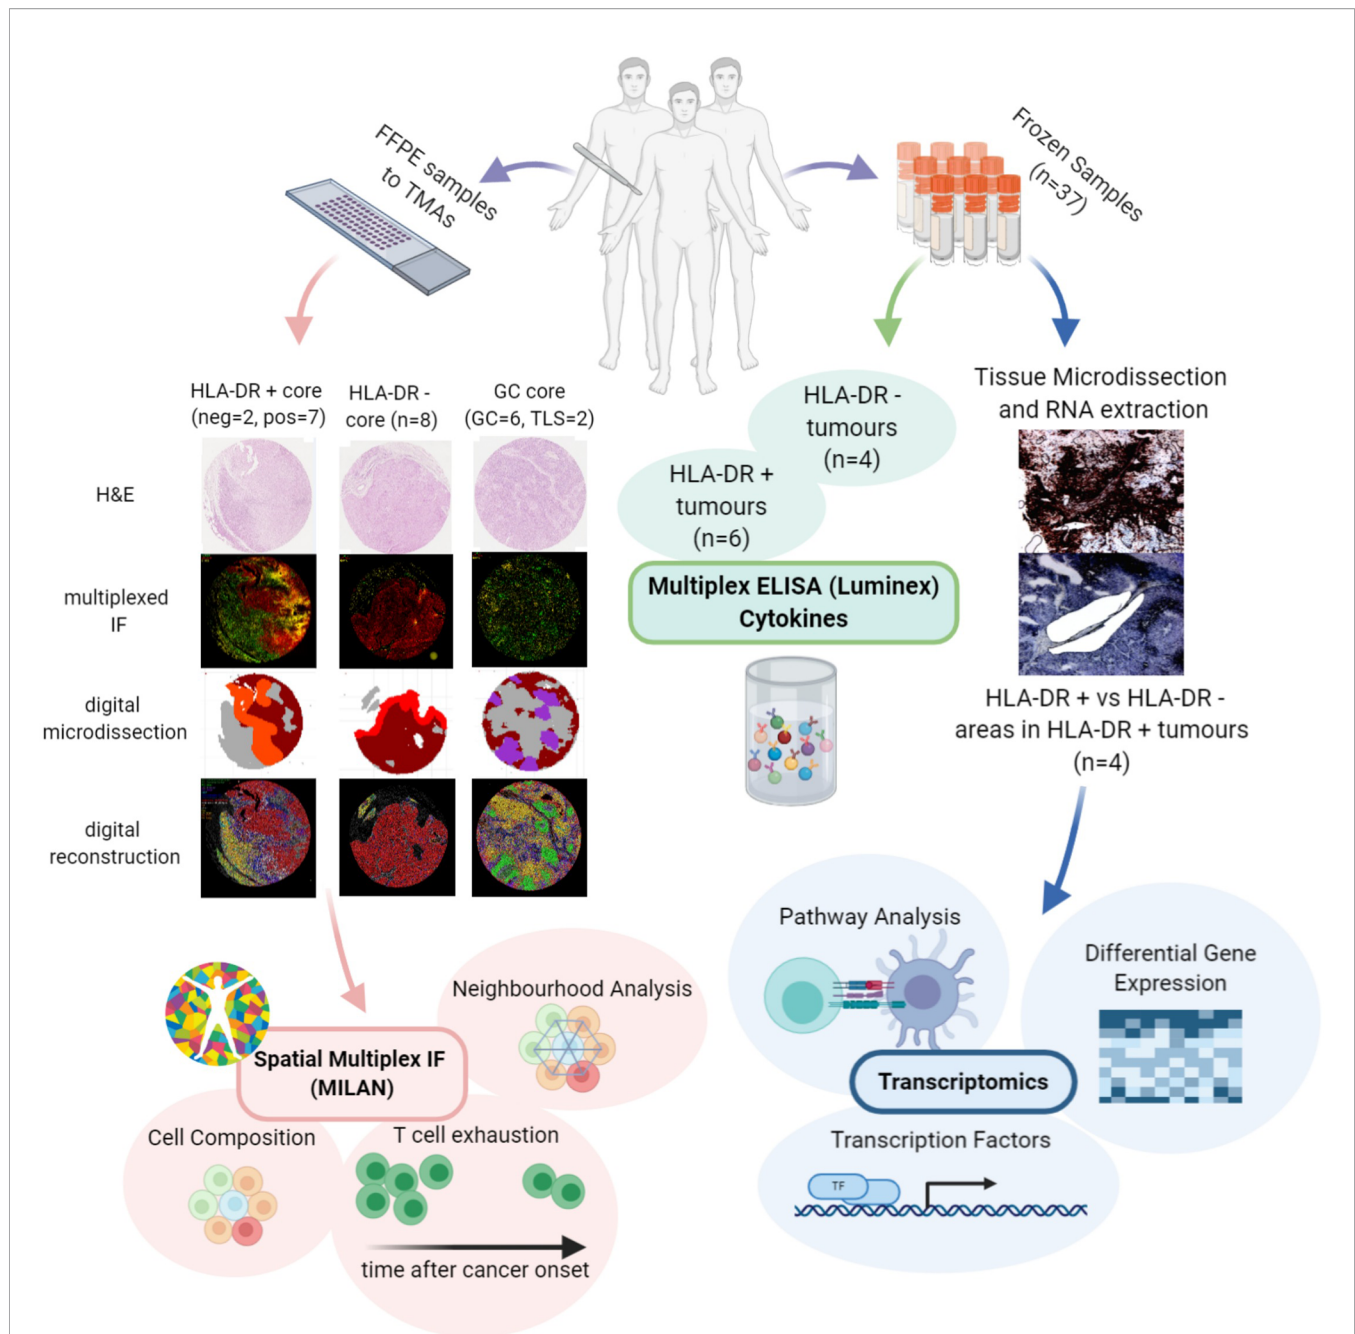 FFPE samples
to TMAs
Frozen Samples
(n=37)
HLA-DR + core
(neg=2, pos=7)
HLA-DR -
core (n=8)
GC core
(GC=6, TLS=2)
H&E
multiplexed
IF
digital
microdissection
digital
reconstruction
HLA-DR -
tumours
(n=4)
HLA-DR +
tumours
(n=6)
Multiplex ELISA (Luminex)
Cytokines
Tissue Microdissection
and RNA extraction
HLA-DR + vs HLA-DR -
areas in HLA-DR + tumours
(n=4)
Neighbourhood Analysis
Spatial Multiplex IF
(MILAN)
Cell Composition
T cell exhaustion
time after cancer onset
Pathway Analysis
Differential Gene
Expression
Transcriptomics
Transcription Factors
TF